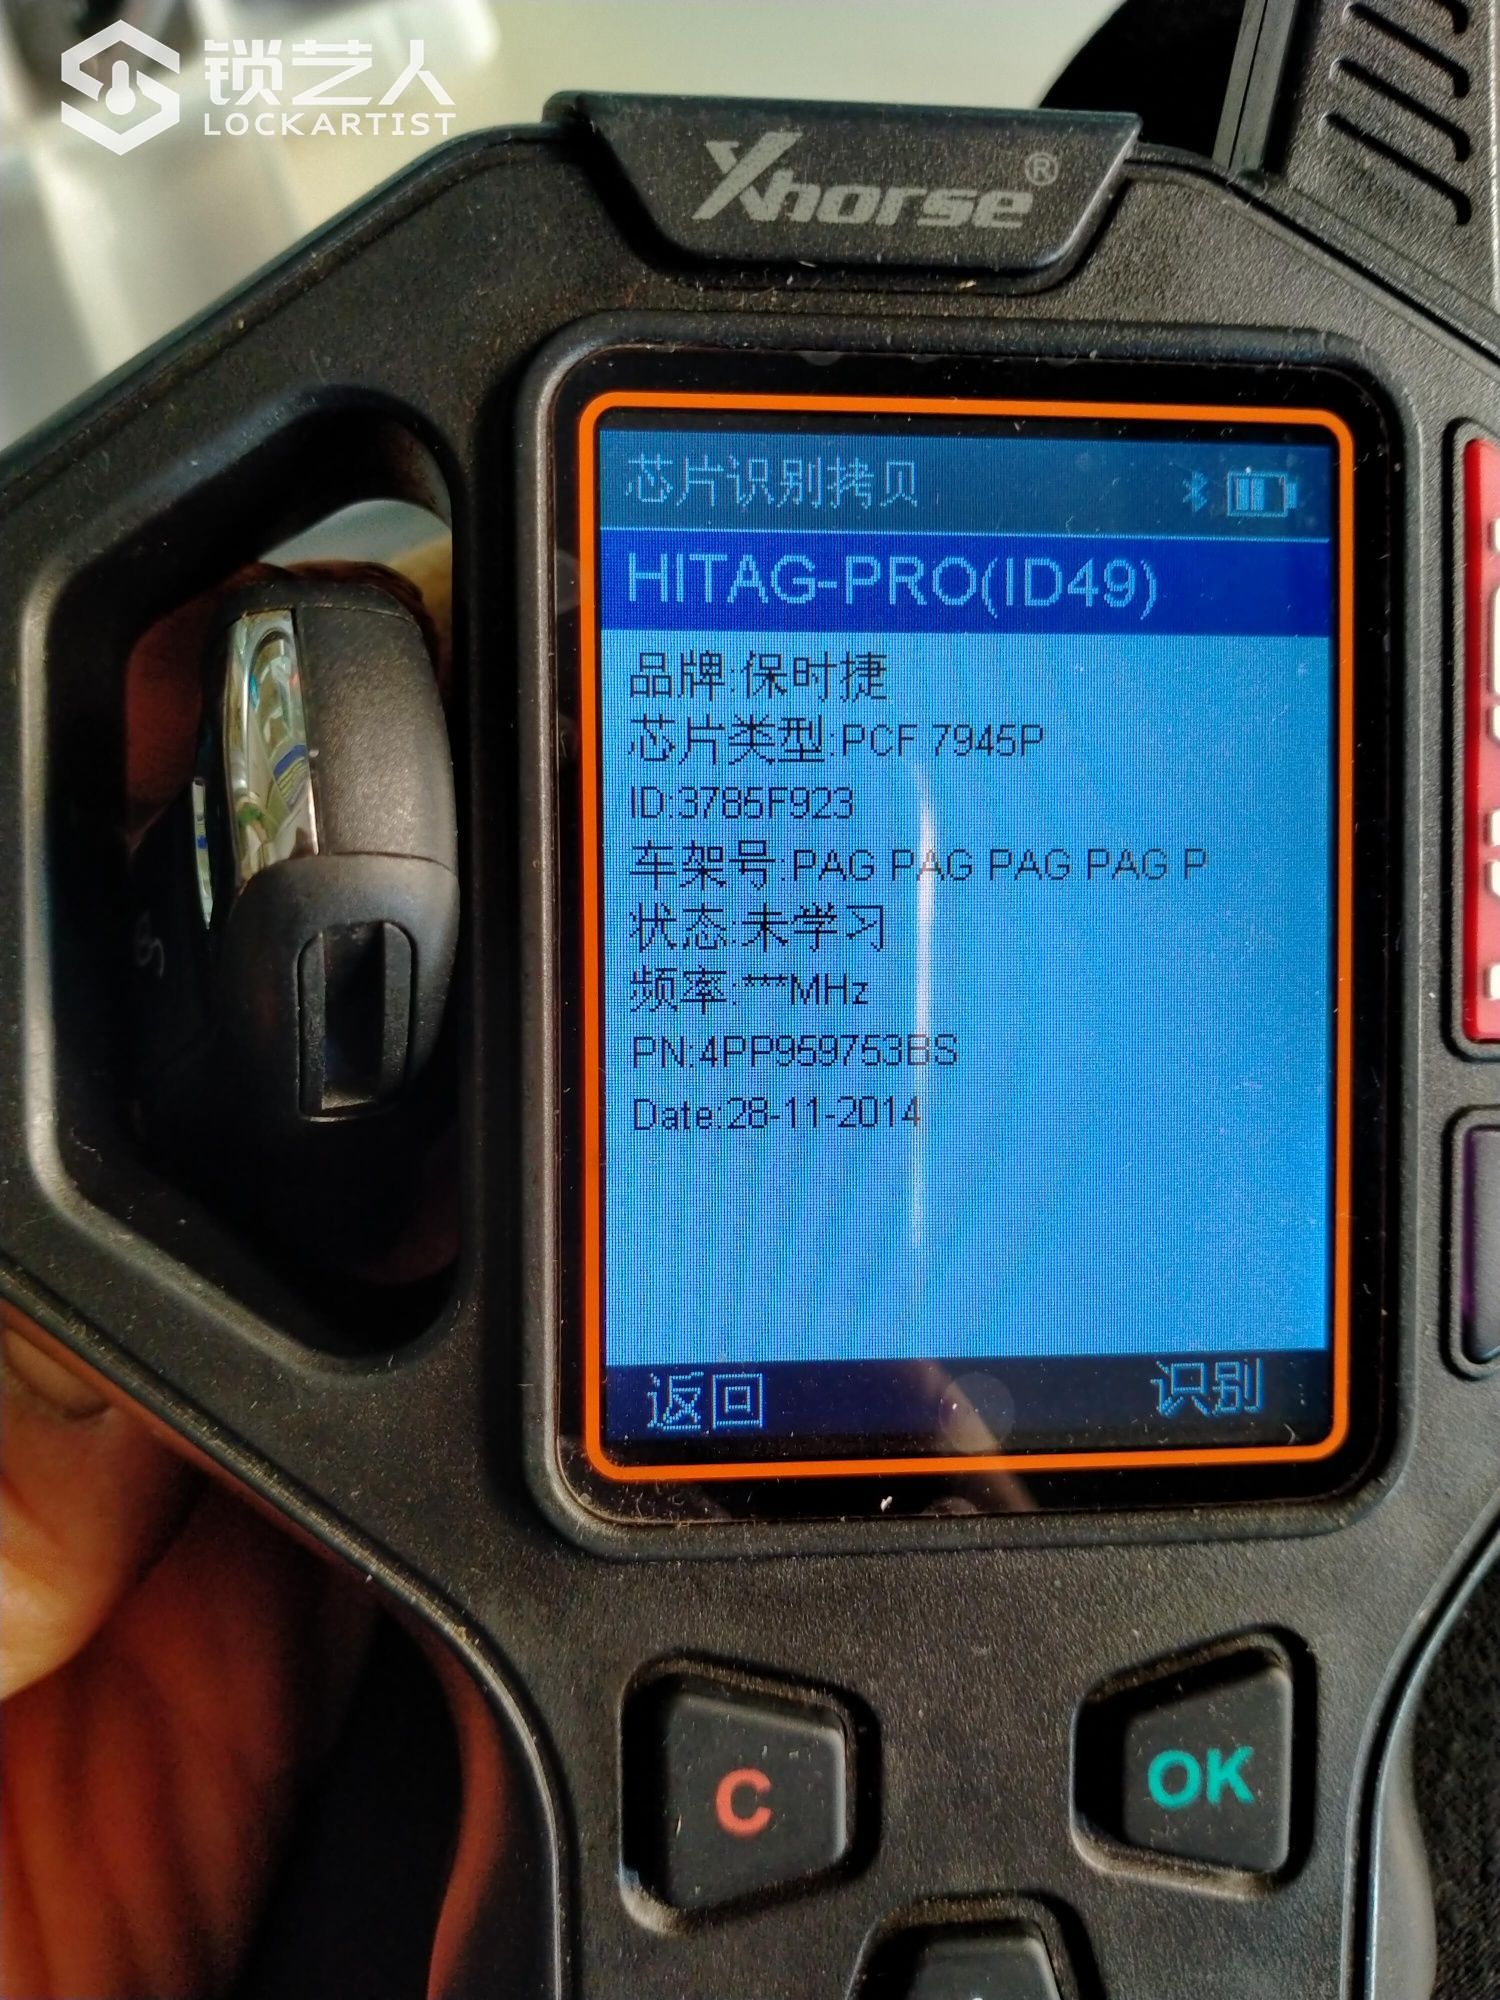 锁艺人
LOCKARTIST
Xhorse®
芯片识别拷贝
HITAG-PRO(ID49)
品牌:保时捷
芯片类型:PCF 7945P
ID:3785F923
车架号:PAG PAG PAG PAG P
状态:未学习
频率:***MHz
PN:4PP959753BS
Date:28-11-2014
返回
识别
C
OK